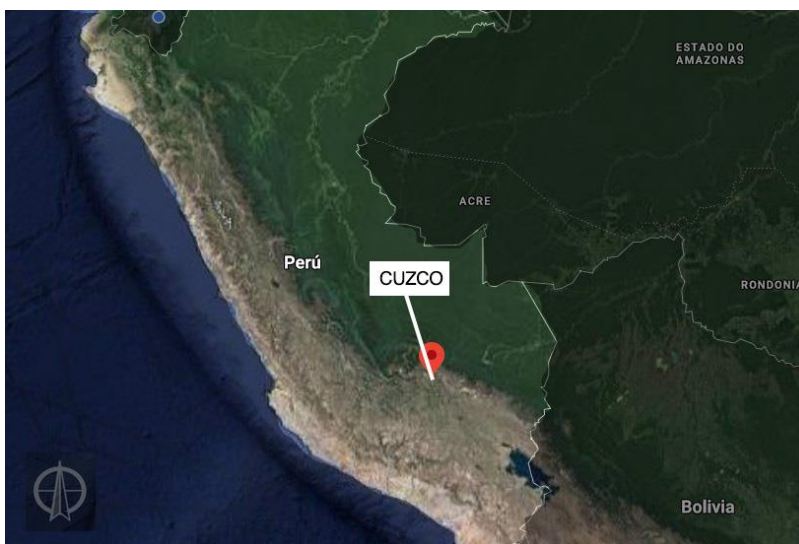 ESTADO DO
AMAZONAS
ACRE
Perú
CUZCO
RONDONIA
Bolivia